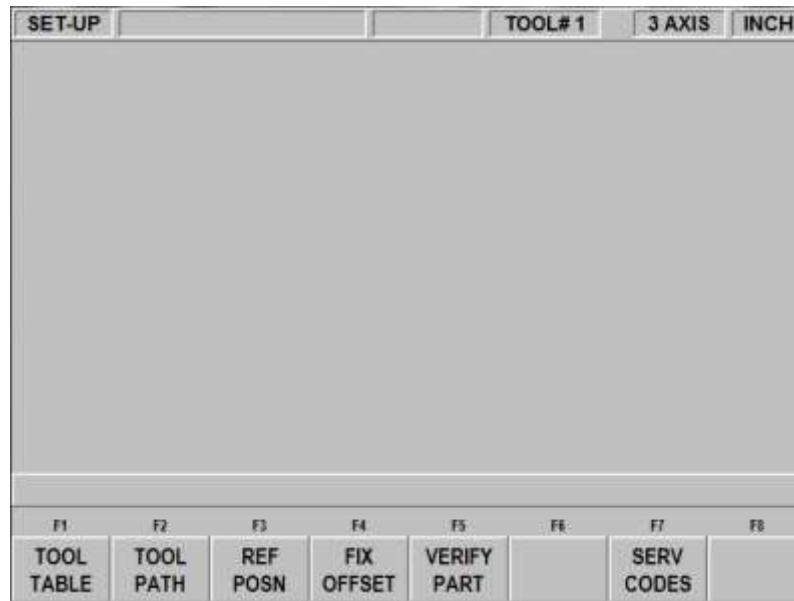 SET-UP TOOL# 1 3 AXIS INCH
F1 F2 F3 F4 F5 F6 F7 F8
TOOL TABLE
TOOL PATH
REF POSN
FIX OFFSET
VERIFY PART
SERV CODES